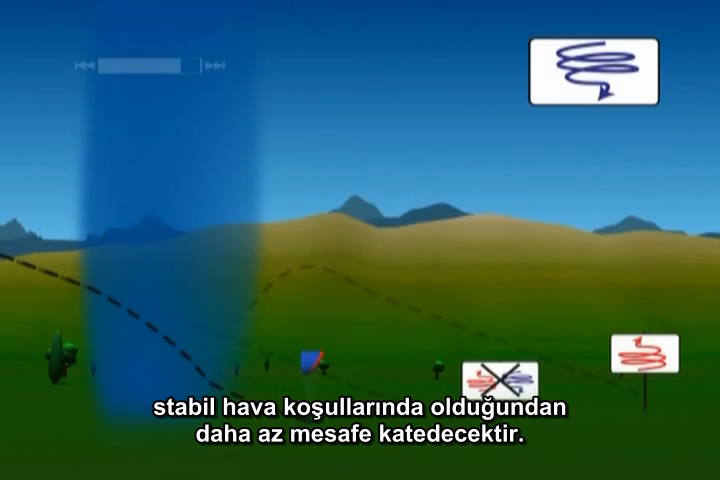 stabil hava koşullarında olduğundan
daha az mesafe katedecektir.